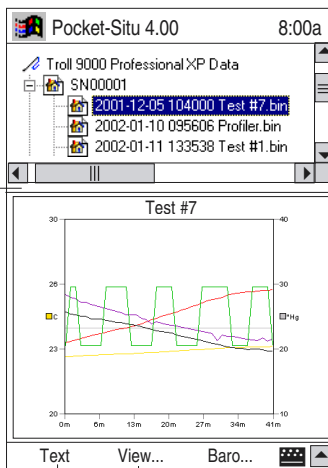 Pocket-Situ 4.00 8:00a
Troll 9000 Professional XP Data
SN00001
2001-12-05 104000 Test #7.bin
2002-01-10 095606 Profiler.bin
2002-01-11 133538 Test #1.bin
Test #7
30 40
26 C 30 "Hg
23 20
20 10
0m 6m 13m 20m 27m 34m 41m
Text View... Baro...